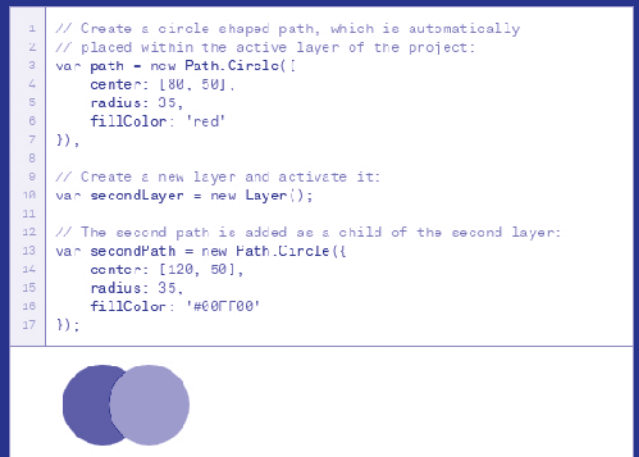 1 // Create a circle shaped path, which is automatically
2 // placed within the active layer of the project:
3 var path = new Path.Circle({
4 center: [80, 50],
5 radius: 35,
6 fillColor: 'red'
7 });
8
9 // Create a new layer and activate it:
10 var secondLayer = new Layer();
11
12 // The second path is added as a child of the second layer:
13 var secondPath = new Path.Circle({
14 center: [120, 50],
15 radius: 35,
16 fillColor: '#00FF00'
17 });